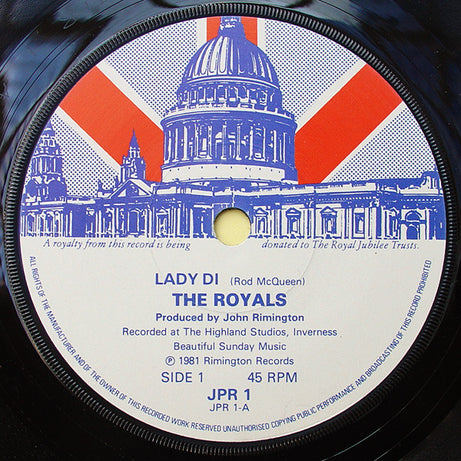 A royalty from this record is being donated to The Royal Jubilee Trusts.
LADY DI (Rod McQueen)
THE ROYALS
Produced by John Rimington
Recorded at The Highland Studios, Inverness
Beautiful Sunday Music
℗ 1981 Rimington Records
SIDE 1 45 RPM
JPR 1
JPR 1-A
ALL RIGHTS OF THE MANUFACTURER AND OF THE OWNER OF THIS RECORDED WORK RESERVED UNAUTHORISED COPYING PUBLIC PERFORMANCE AND BROADCASTING OF THIS RECORD PROHIBITED